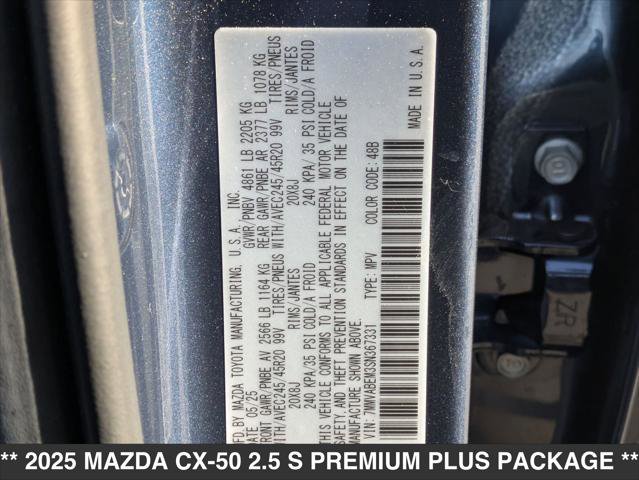 MFD.BY MAZDA TOYOTA MANUFACTURING, U.S.A., INC.
DATE 05/25 GVWR/PNBV 4861 LB 2205 KG
FRONT GAWR/PNBE AV 2566 LB 1164 KG REAR GAWR/PNBE AR 2377 LB 1078 KG
WITH/AVEC245/45R20 99V TIRES/PNEUS WITH/AVEC245/45R20 99V TIRES/PNEUS
20X8J RIMS/JANTES 20X8J RIMS/JANTES
240 KPA/35 PSI COLD/A FROID 240 KPA/ 35 PSI COLD/A FROID
THIS VEHICLE CONFORMS TO ALL APPLICABLE FEDERAL MOTOR VEHICLE
SAFETY, AND THEFT PREVENTION STANDARDS IN EFFECT ON THE DATE OF
MANUFACTURE SHOWN ABOVE.
VIN:7MMVABEM3SN367331 TYPE: MPV COLOR CODE:48B
MADE IN U.S.A.
ZR
** 2025 MAZDA CX-50 2.5 S PREMIUM PLUS PACKAGE **